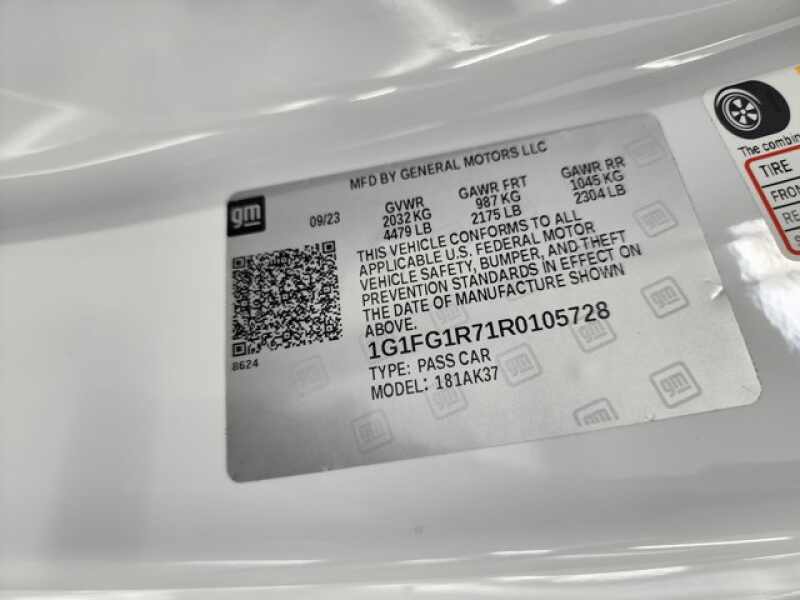 MFD BY GENERAL MOTORS LLC
gm
09/23
GVWR
2032 KG
4479 LB
GAWR FRT
987 KG
2175 LB
GAWR RR
1045 KG
2304 LB
THIS VEHICLE CONFORMS TO ALL
APPLICABLE U.S. FEDERAL MOTOR
VEHICLE SAFETY, BUMPER, AND THEFT
PREVENTION STANDARDS IN EFFECT ON
THE DATE OF MANUFACTURE SHOWN
ABOVE.
8624
1G1FG1R71R0105728
TYPE: PASS CAR
MODEL: 181AK37
The combin
TIRE
FRON
REA